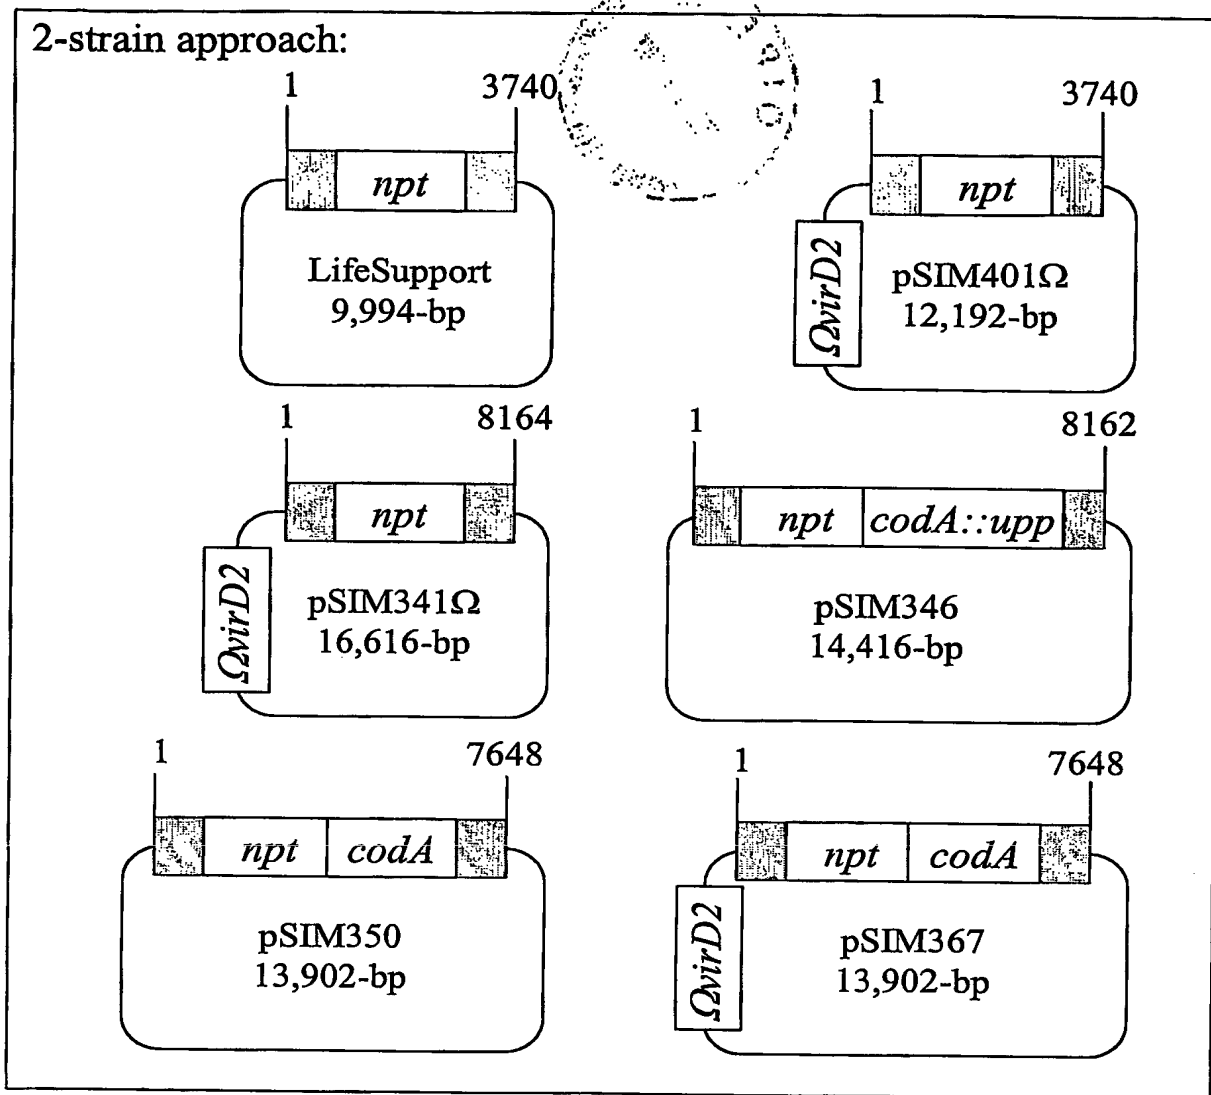 2-strain approach:
1 3740
npt
LifeSupport
9,994-bp
1 3740
npt
ΩvirD2
pSIM401Ω
12,192-bp
1 8164
npt
ΩvirD2
pSIM341Ω
16,616-bp
1 8162
npt codA::upp
pSIM346
14,416-bp
1 7648
npt codA
pSIM350
13,902-bp
1 7648
npt codA
ΩvirD2
pSIM367
13,902-bp